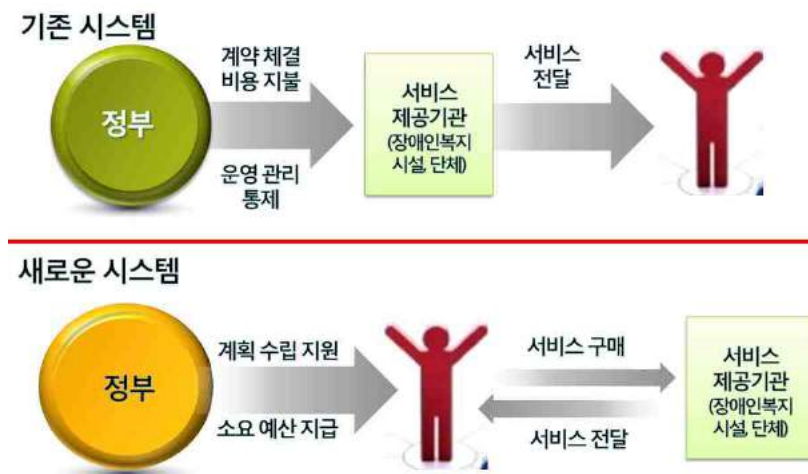 기존 시스템
정부
계약 체결
비용 지불
운영 관리
통제
서비스
제공기관
(장애인복지
시설, 단체)
서비스
전달
새로운 시스템
정부
계획 수립 지원
소요 예산 지급
서비스 구매
서비스 전달
서비스
제공기관
(장애인복지
시설, 단체)